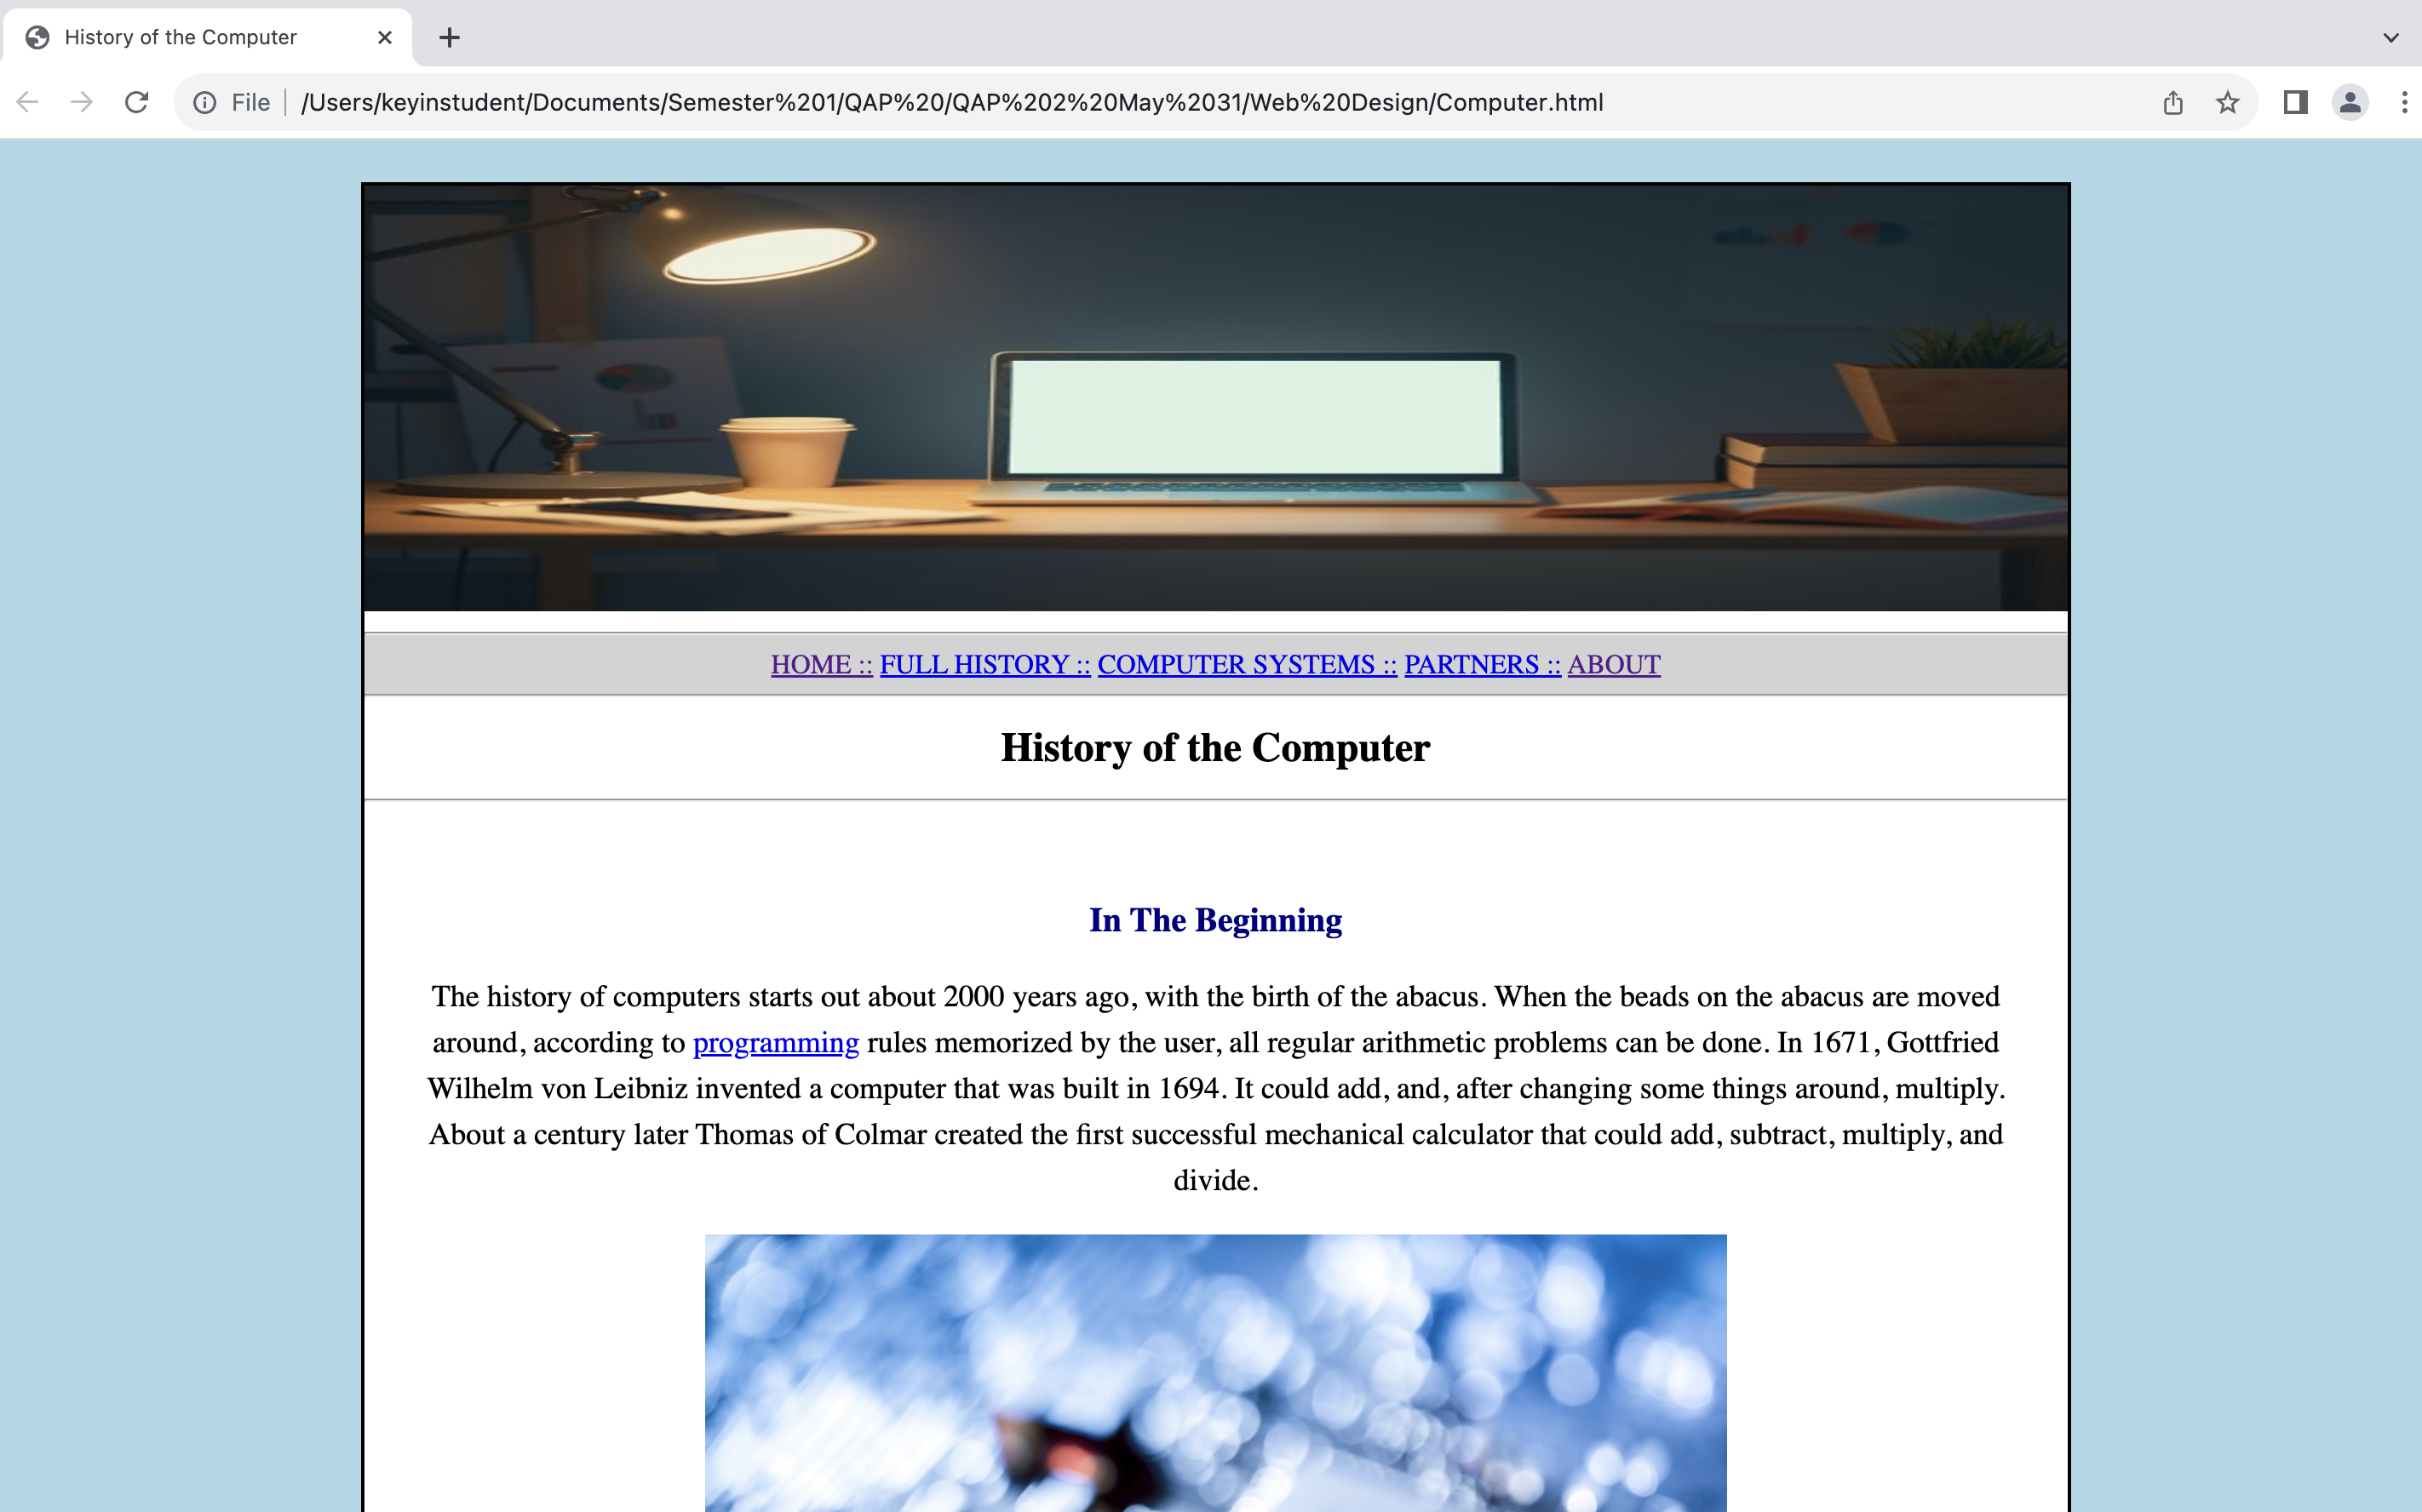 History of the Computer
File /Users/keyinstudent/Documents/Semester%201/QAP%20/QAP%202%20May%2031/Web%20Design/Computer.html
HOME :: FULL HISTORY :: COMPUTER SYSTEMS :: PARTNERS :: ABOUT
History of the Computer
In The Beginning
The history of computers starts out about 2000 years ago, with the birth of the abacus. When the beads on the abacus are moved
around, according to programming rules memorized by the user, all regular arithmetic problems can be done. In 1671, Gottfried
Wilhelm von Leibniz invented a computer that was built in 1694. It could add, and, after changing some things around, multiply.
About a century later Thomas of Colmar created the first successful mechanical calculator that could add, subtract, multiply, and
divide.